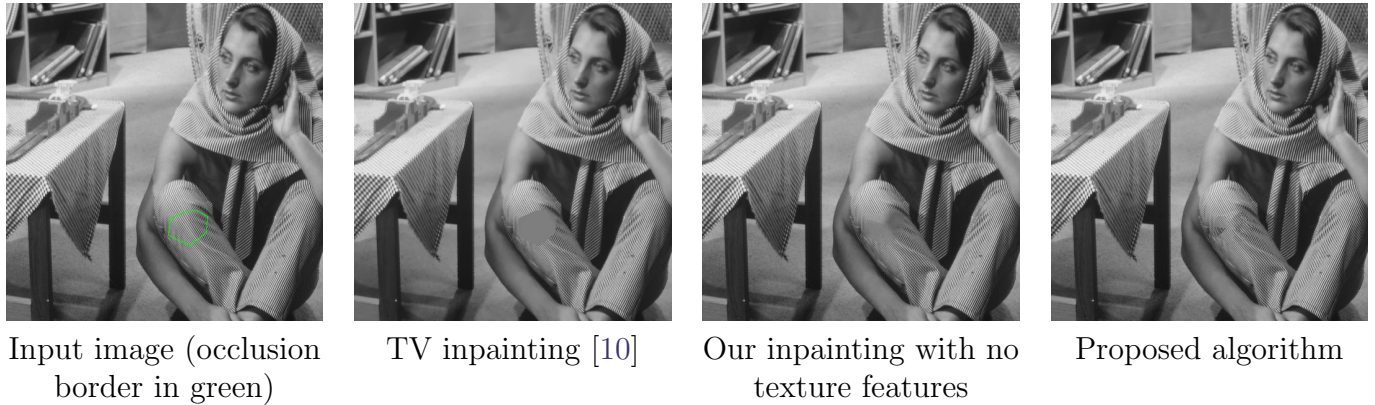 Input image (occlusion
border in green)
TV inpainting [10]
Our inpainting with no
texture features
Proposed algorithm